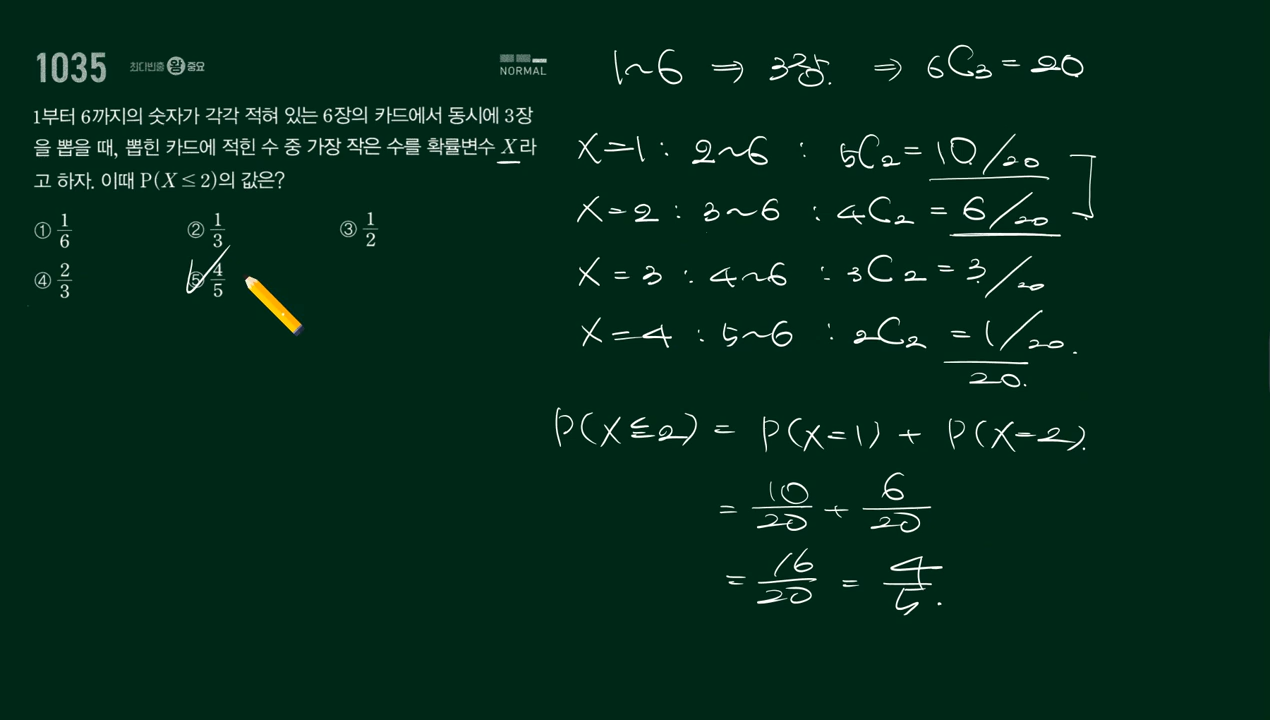 1035 최다빈출 왕 중요 NORMAL
1부터 6까지의 숫자가 각각 적혀 있는 6장의 카드에서 동시에 3장
을 뽑을 때, 뽑힌 카드에 적힌 수 중 가장 작은 수를 확률변수 X라
고 하자. 이때 P(X ≤ 2)의 값은?
① 1/6 ② 1/3 ③ 1/2
④ 2/3 ⑤ 4/5
1~6 ⇒ 3장. ⇒ 6C3 = 20
X=1 : 2~6 : 5C2 = 10/20
X=2 : 3~6 : 4C2 = 6/20
X=3 : 4~6 : 3C2 = 3/20
X=4 : 5~6 : 2C2 = 1/20.
20.
P(X≤2) = P(X=1) + P(X=2).
= 10/20 + 6/20
= 16/20 = 4/5.